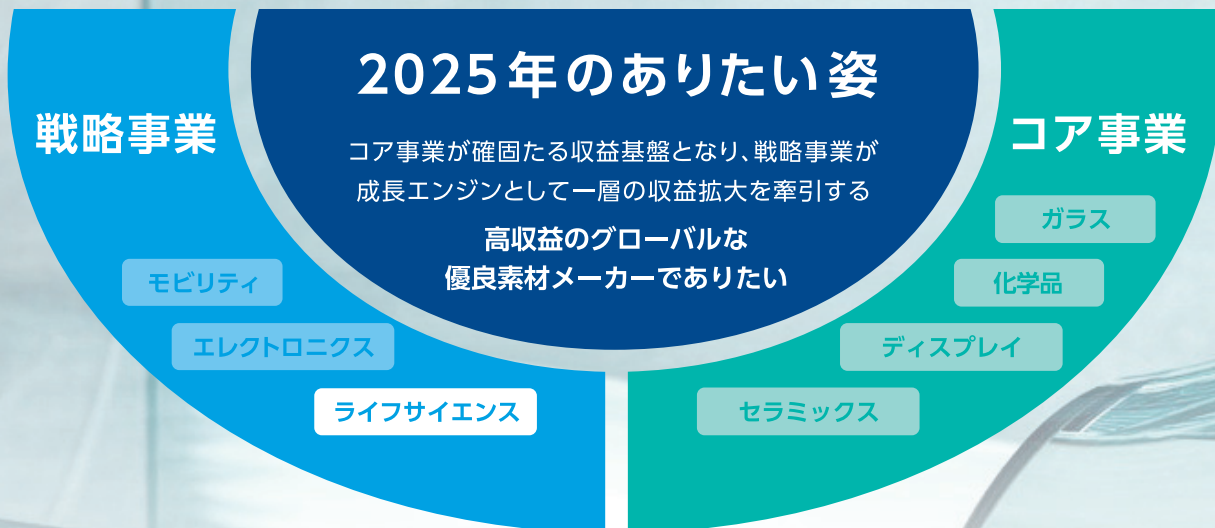 2025年のありたい姿
コア事業が確固たる収益基盤となり、戦略事業が
成長エンジンとして一層の収益拡大を牽引する
高収益のグローバルな
優良素材メーカーでありたい
戦略事業
モビリティ
エレクトロニクス
ライフサイエンス
コア事業
ガラス
化学品
ディスプレイ
セラミックス